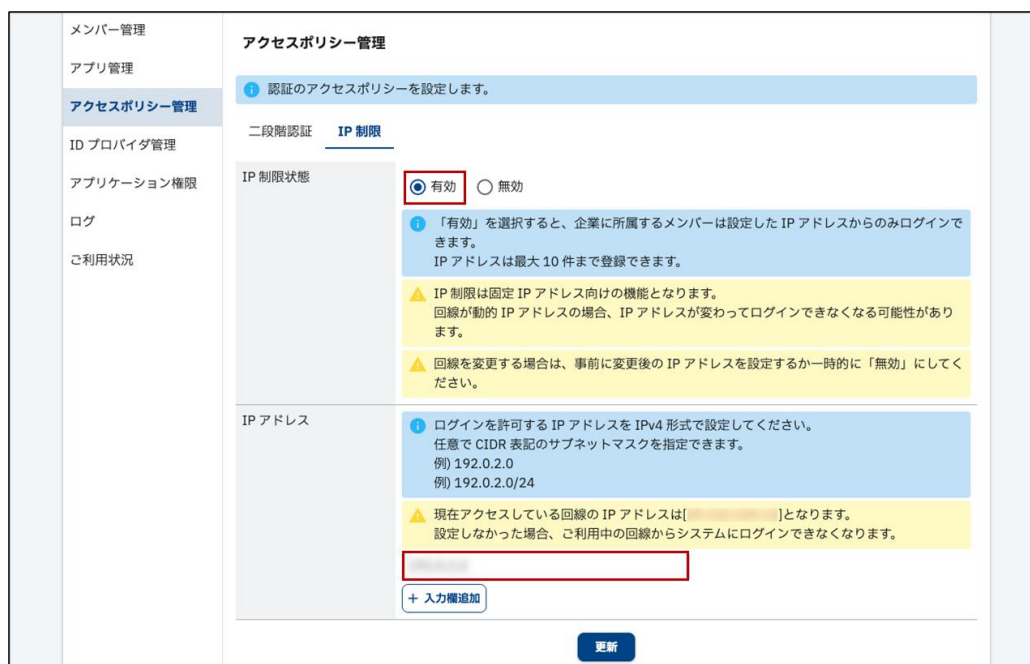 メンバー管理
アプリ管理
アクセスポリシー管理
ID プロバイダ管理
アプリケーション権限
ログ
ご利用状況
アクセスポリシー管理
認証のアクセスポリシーを設定します。
二段階認証 IP 制限
IP 制限状態
有効 無効
「有効」を選択すると、企業に所属するメンバーは設定した IP アドレスからのみログインで
きます。
IP アドレスは最大 10 件まで登録できます。
IP 制限は固定 IP アドレス向けの機能となります。
回線が動的 IP アドレスの場合、IP アドレスが変わってログインできなくなる可能性があり
ます。
回線を変更する場合は、事前に変更後の IP アドレスを設定するか一時的に「無効」にしてく
ださい。
IP アドレス
ログインを許可する IP アドレスを IPv4 形式で設定してください。
任意で CIDR 表記のサブネットマスクを指定できます。
例) 192.0.2.0
例) 192.0.2.0/24
現在アクセスしている回線の IP アドレスは[ ]となります。
設定しなかった場合、ご利用中の回線からシステムにログインできなくなります。
+ 入力欄追加
更新